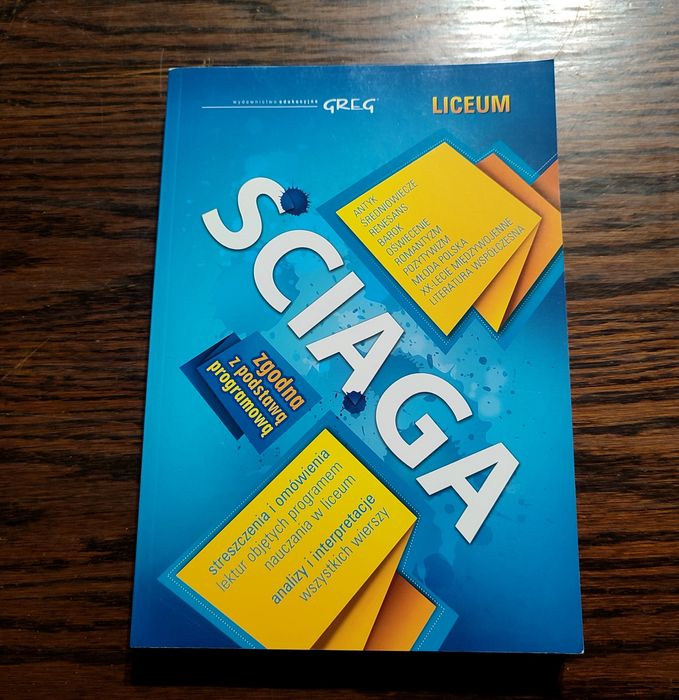 wydawnictwo edukacyjne GREG
LICEUM
ANTYK
ŚREDNIOWIECZE
RENESANS
BAROK
OŚWIECENIE
ROMANTYZM
POZYTYWIZM
MŁODA POLSKA
XX-LECIE MIĘDZYWOJENNE
LITERATURA WSPÓŁCZESNA
ŚCIĄGA
zgodna
z podstawą
programową
streszczenia i omówienia
lektur objętych programem
nauczania w liceum
analizy i interpretacje
wszystkich wierszy